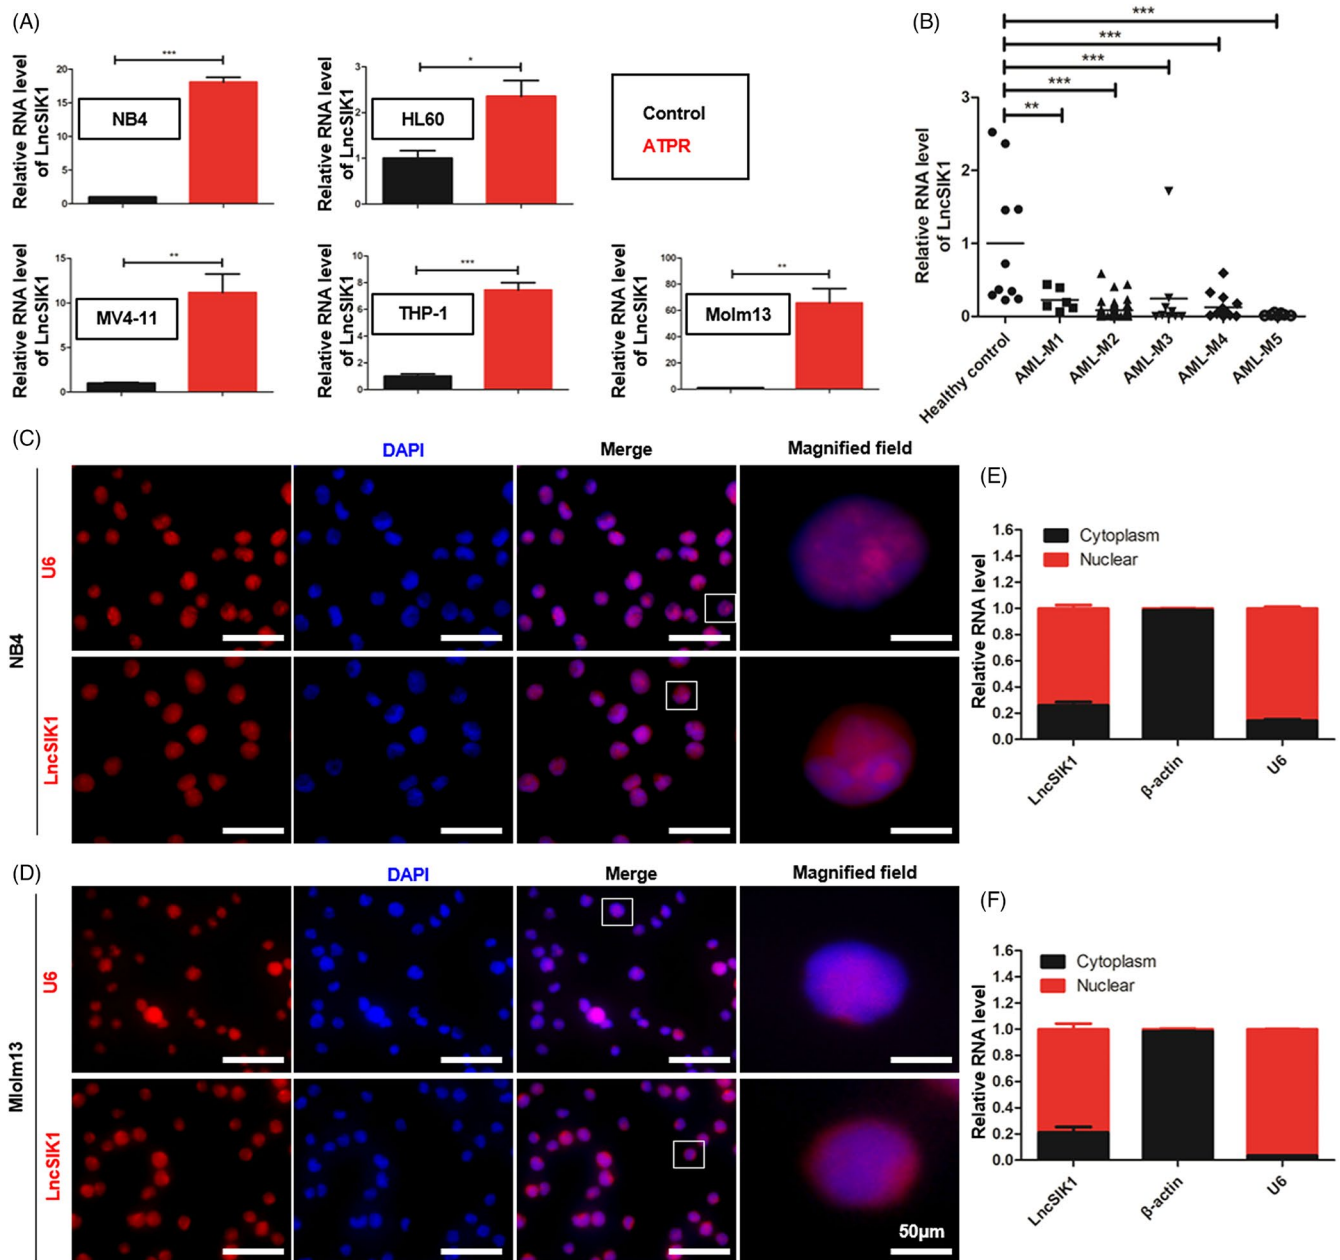 (A)
Relative RNA level
of LncSIK1
20
15
10
5
0
***
NB4
Relative RNA level
of LncSIK1
3
2
1
0
*
HL60
Control
ATPR
Relative RNA level
of LncSIK1
15
10
5
0
**
MV4-11
Relative RNA level
of LncSIK1
10
8
6
4
2
0
***
THP-1
Relative RNA level
of LncSIK1
100
80
60
40
20
0
**
Molm13
(B)
***
***
***
***
**
Relative RNA level
of LncSIK1
3
2
1
0
Healthy control
AML-M1
AML-M2
AML-M3
AML-M4
AML-M5
(C)
DAPI
Merge
Magnified field
NB4
U6
LncSIK1
(D)
DAPI
Merge
Magnified field
Mlolm13
U6
LncSIK1
50μm
(E)
Relative RNA level
1.6
1.4
1.2
1.0
0.8
0.6
0.4
0.2
0.0
Cytoplasm
Nuclear
LncSIK1
β-actin
U6
(F)
Relative RNA level
1.6
1.4
1.2
1.0
0.8
0.6
0.4
0.2
0.0
Cytoplasm
Nuclear
LncSIK1
β-actin
U6